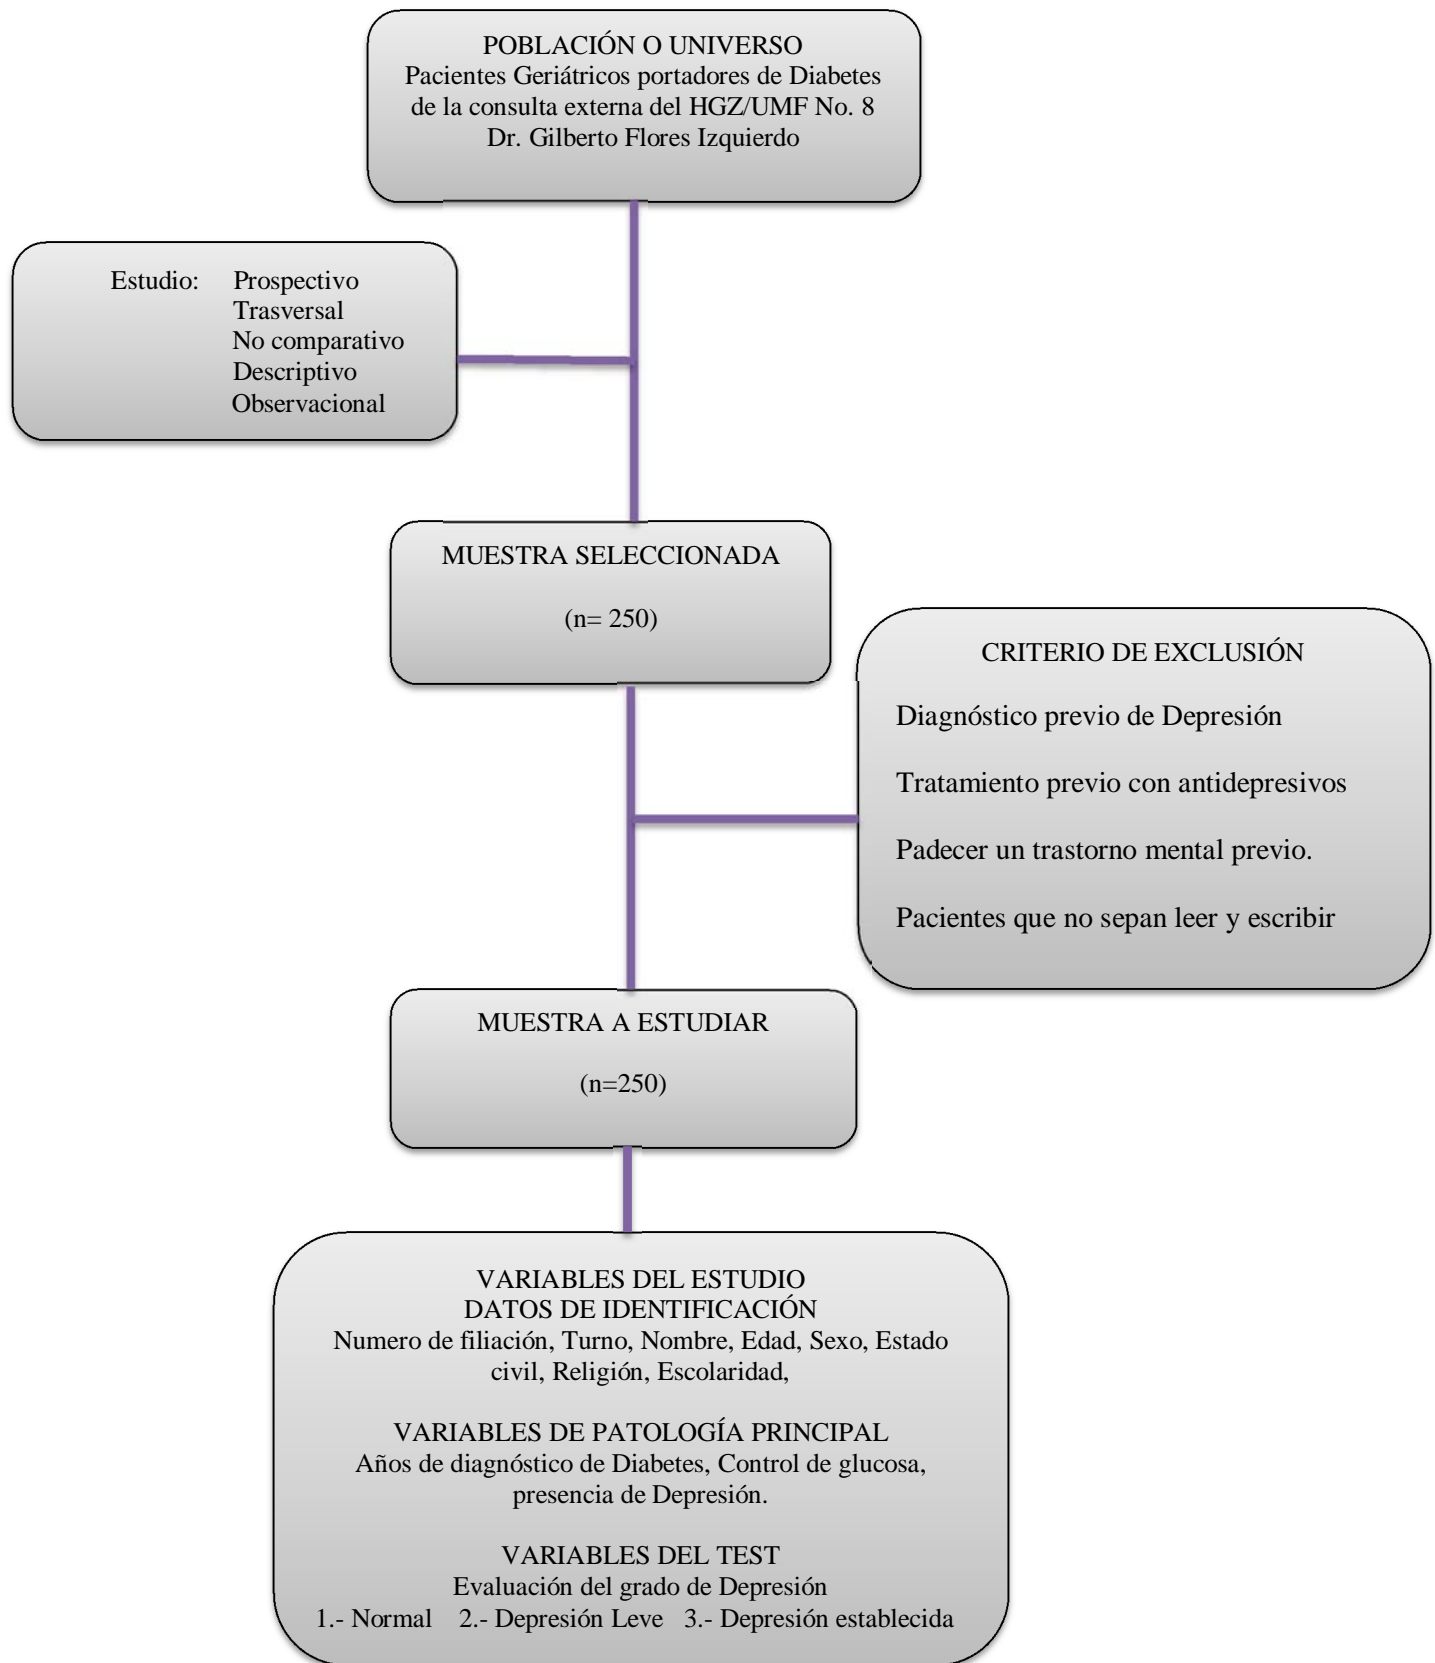 POBLACIÓN O UNIVERSO
Pacientes Geriátricos portadores de Diabetes
de la consulta externa del HGZ/UMF No. 8
Dr. Gilberto Flores Izquierdo
Estudio: Prospectivo
Trasversal
No comparativo
Descriptivo
Observacional
MUESTRA SELECCIONADA
(n= 250)
CRITERIO DE EXCLUSIÓN
Diagnóstico previo de Depresión
Tratamiento previo con antidepresivos
Padecer un trastorno mental previo.
Pacientes que no sepan leer y escribir
MUESTRA A ESTUDIAR
(n=250)
VARIABLES DEL ESTUDIO
DATOS DE IDENTIFICACIÓN
Numero de filiación, Turno, Nombre, Edad, Sexo, Estado
civil, Religión, Escolaridad,
VARIABLES DE PATOLOGÍA PRINCIPAL
Años de diagnóstico de Diabetes, Control de glucosa,
presencia de Depresión.
VARIABLES DEL TEST
Evaluación del grado de Depresión
1.- Normal 2.- Depresión Leve 3.- Depresión establecida